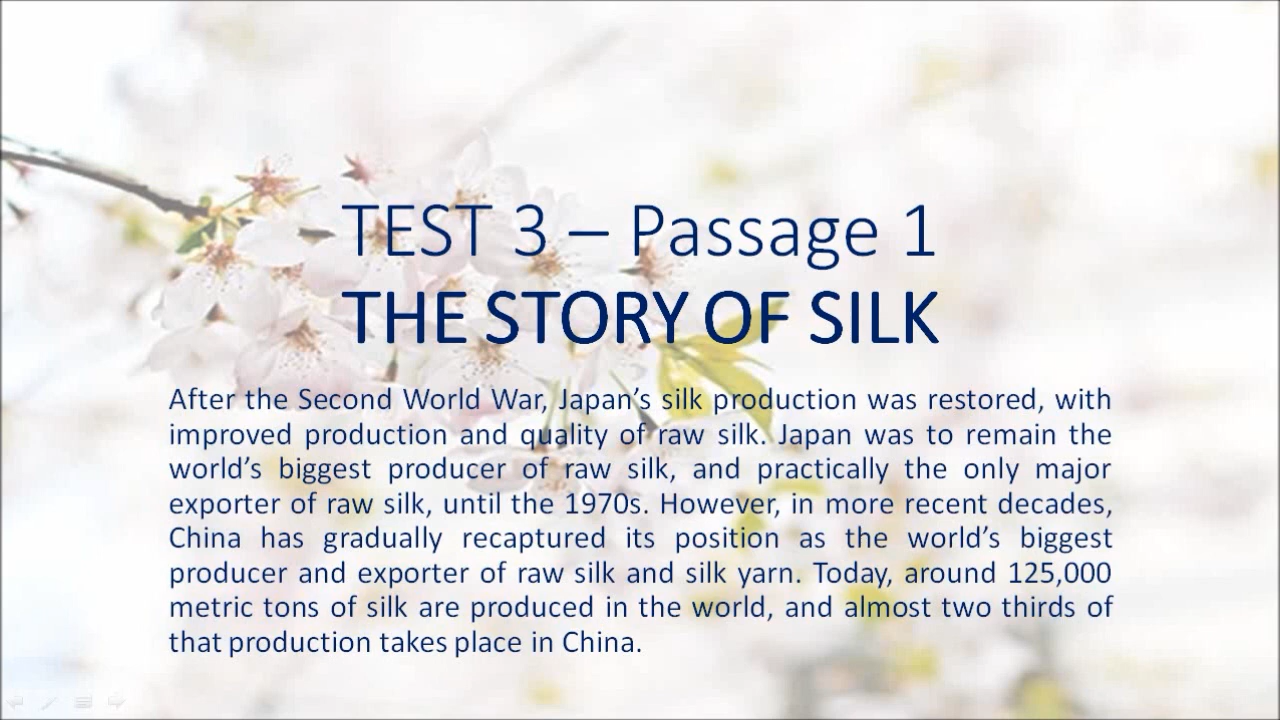 TEST 3 – Passage 1
THE STORY OF SILK
After the Second World War, Japan’s silk production was restored, with
improved production and quality of raw silk. Japan was to remain the
world’s biggest producer of raw silk, and practically the only major
exporter of raw silk, until the 1970s. However, in more recent decades,
China has gradually recaptured its position as the world’s biggest
producer and exporter of raw silk and silk yarn. Today, around 125,000
metric tons of silk are produced in the world, and almost two thirds of
that production takes place in China.